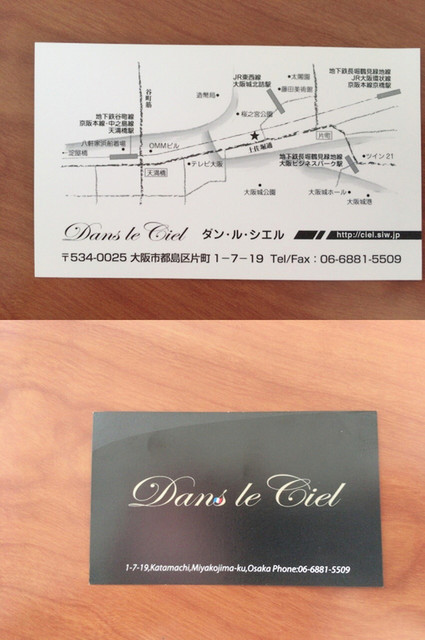 谷町筋
造幣局
JR東西線
大阪城北詰駅
太閤園
藤田美術館
桜之宮公園
地下鉄長堀鶴見緑地線
JR大阪環状線
京阪本線・京橋駅
地下鉄谷町線
京阪本線・中之島線
天満橋駅
八軒家浜船着場
淀屋橋
OMMビル
天満橋
テレビ大阪
土佐堀通
片町
地下鉄長堀鶴見緑地線
大阪ビジネスパーク駅
ツイン21
大阪城公園
大阪城ホール
大阪城港
Dans le Ciel ダン・ル・シエル http://ciel.siw.jp
〒534-0025 大阪市都島区片町 1-7-19 Tel/Fax：06-6881-5509
Dans le Ciel
1-7-19,Katamachi,Miyakojima-ku,Osaka Phone:06-6881-5509